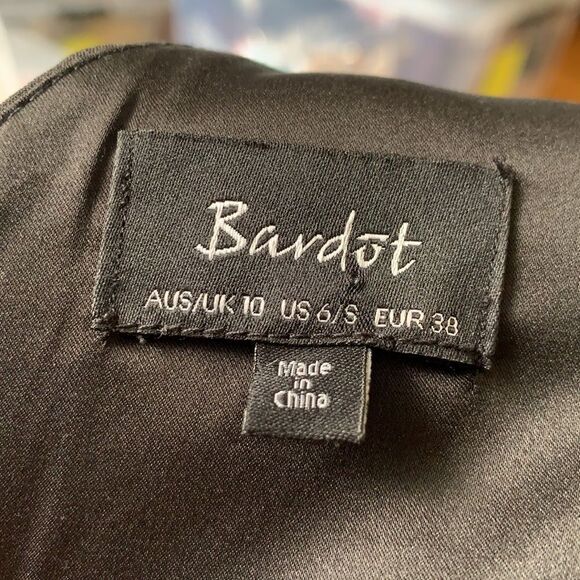 Bardot
AUS/UK 10 US 6/S EUR 38
Made
in
China